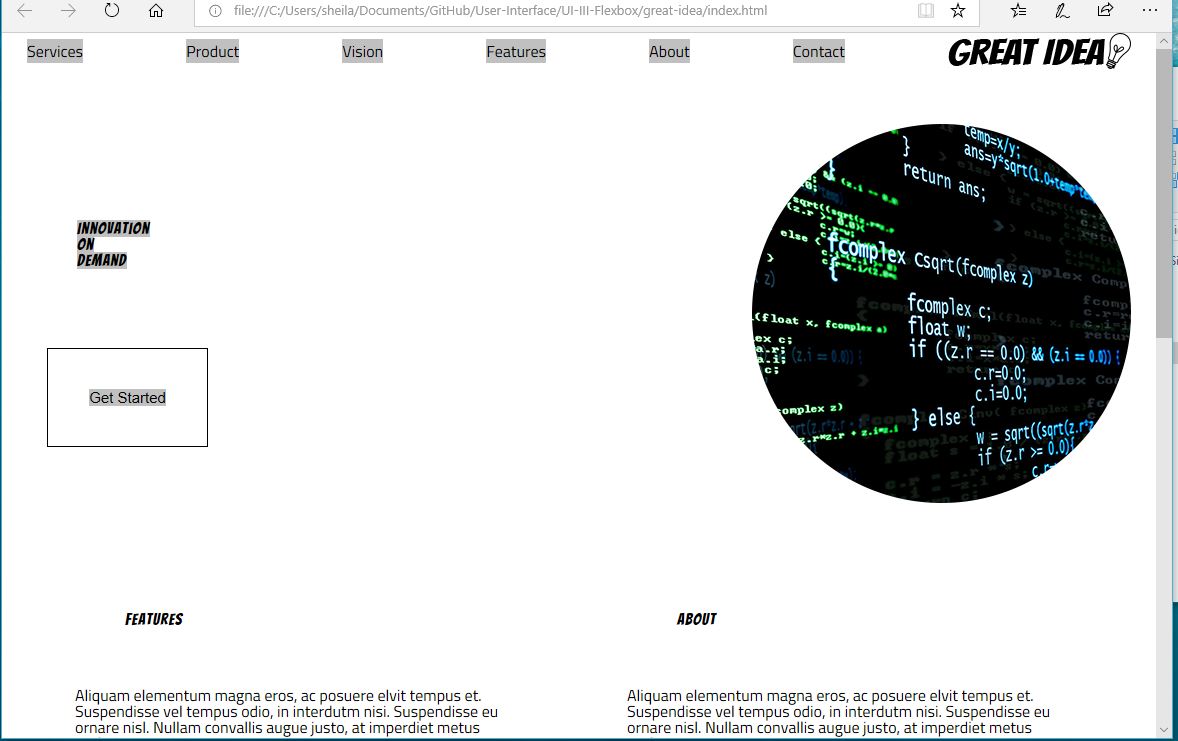 file:///C:/Users/sheila/Documents/GitHub/User-Interface/UI-III-Flexbox/great-idea/index.html
Services Product Vision Features About Contact GREAT IDEA
temp=x/y;
ans=y*sqrt(1.0+temp*temp
}
return ans;
else {
fcomplex Csqrt(fcomplex z)
{
fcomplex c;
float w;
if ((z.r == 0.0) && (z.i == 0.0)) {
c.r=0.0;
c.i=0.0;
} else {
w = sqrt((sqrt(z.r*z
if (z.r >= 0.0){
INNOVATION
ON
DEMAND
Get Started
FEATURES
Aliquam elementum magna eros, ac posuere elvit tempus et.
Suspendisse vel tempus odio, in interdutm nisi. Suspendisse eu
ornare nisl. Nullam convallis augue justo, at imperdiet metus
ABOUT
Aliquam elementum magna eros, ac posuere elvit tempus et.
Suspendisse vel tempus odio, in interdutm nisi. Suspendisse eu
ornare nisl. Nullam convallis augue justo, at imperdiet metus